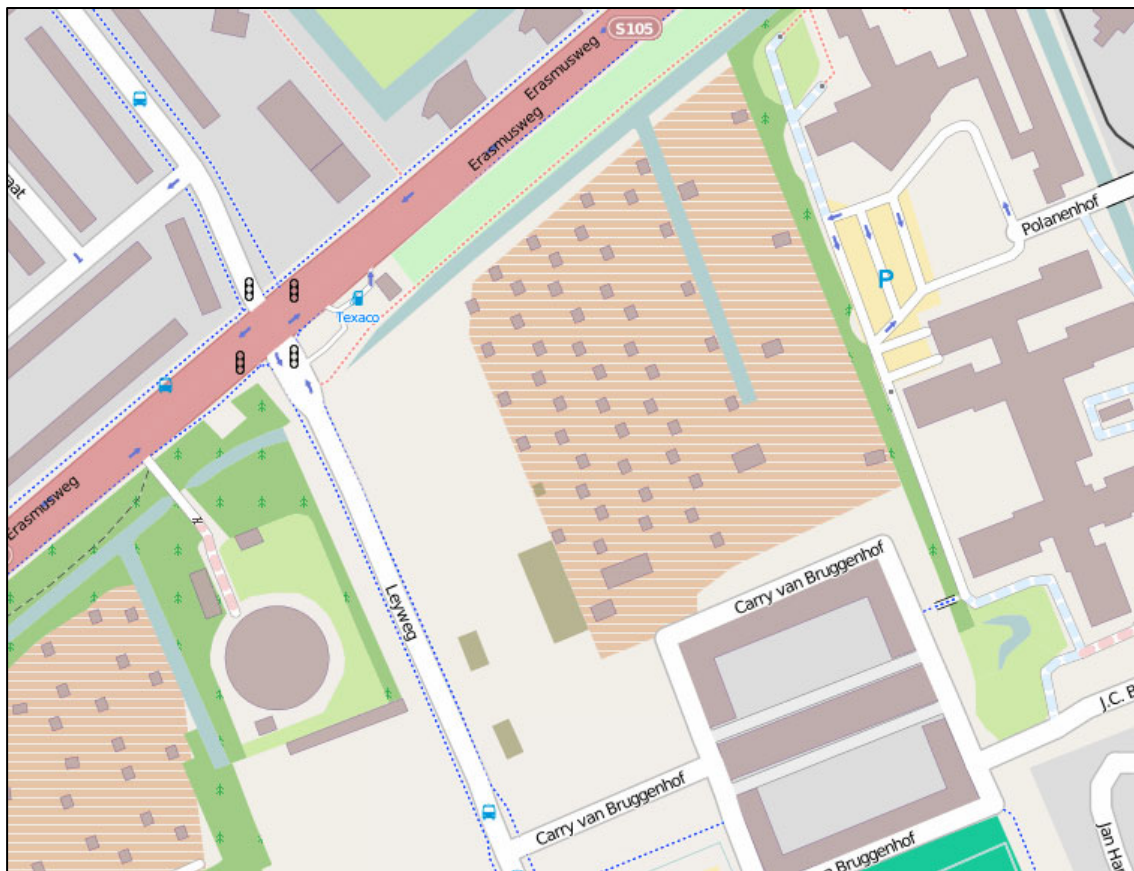 S105
Erasmusweg
Erasmusweg
aat
Polanenhof
P
Texaco
Erasmusweg
Leyweg
Carry van Bruggenhof
J.C. B
Carry van Bruggenhof
Jan Ha
n Bruggenhof